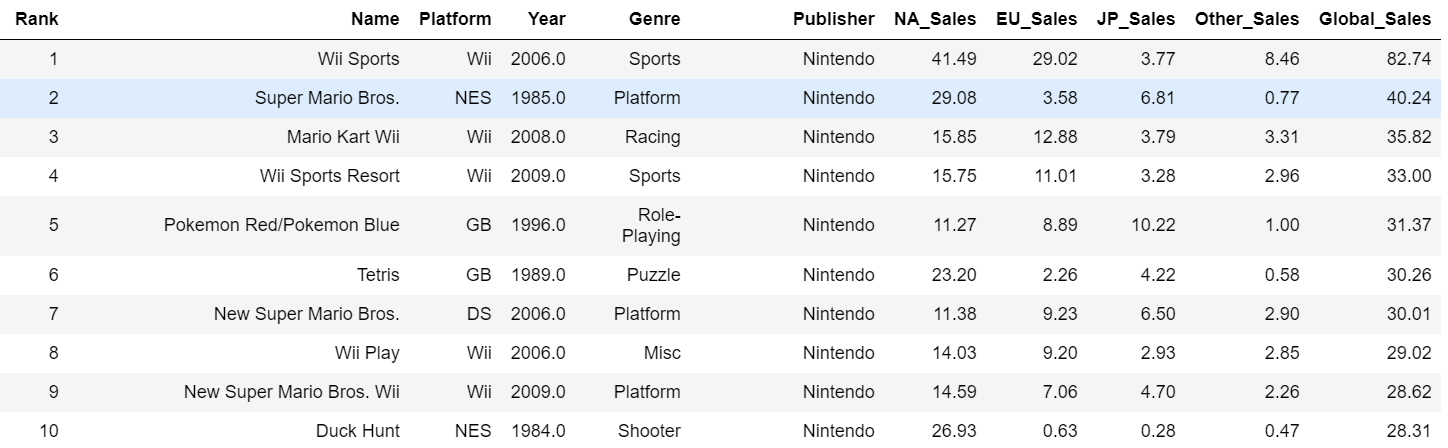 Rank Name Platform Year Genre Publisher NA_Sales EU_Sales JP_Sales Other_Sales Global_Sales
1 Wii Sports Wii 2006.0 Sports Nintendo 41.49 29.02 3.77 8.46 82.74
2 Super Mario Bros. NES 1985.0 Platform Nintendo 29.08 3.58 6.81 0.77 40.24
3 Mario Kart Wii Wii 2008.0 Racing Nintendo 15.85 12.88 3.79 3.31 35.82
4 Wii Sports Resort Wii 2009.0 Sports Nintendo 15.75 11.01 3.28 2.96 33.00
5 Pokemon Red/Pokemon Blue GB 1996.0 Role-
Playing Nintendo 11.27 8.89 10.22 1.00 31.37
6 Tetris GB 1989.0 Puzzle Nintendo 23.20 2.26 4.22 0.58 30.26
7 New Super Mario Bros. DS 2006.0 Platform Nintendo 11.38 9.23 6.50 2.90 30.01
8 Wii Play Wii 2006.0 Misc Nintendo 14.03 9.20 2.93 2.85 29.02
9 New Super Mario Bros. Wii Wii 2009.0 Platform Nintendo 14.59 7.06 4.70 2.26 28.62
10 Duck Hunt NES 1984.0 Shooter Nintendo 26.93 0.63 0.28 0.47 28.31